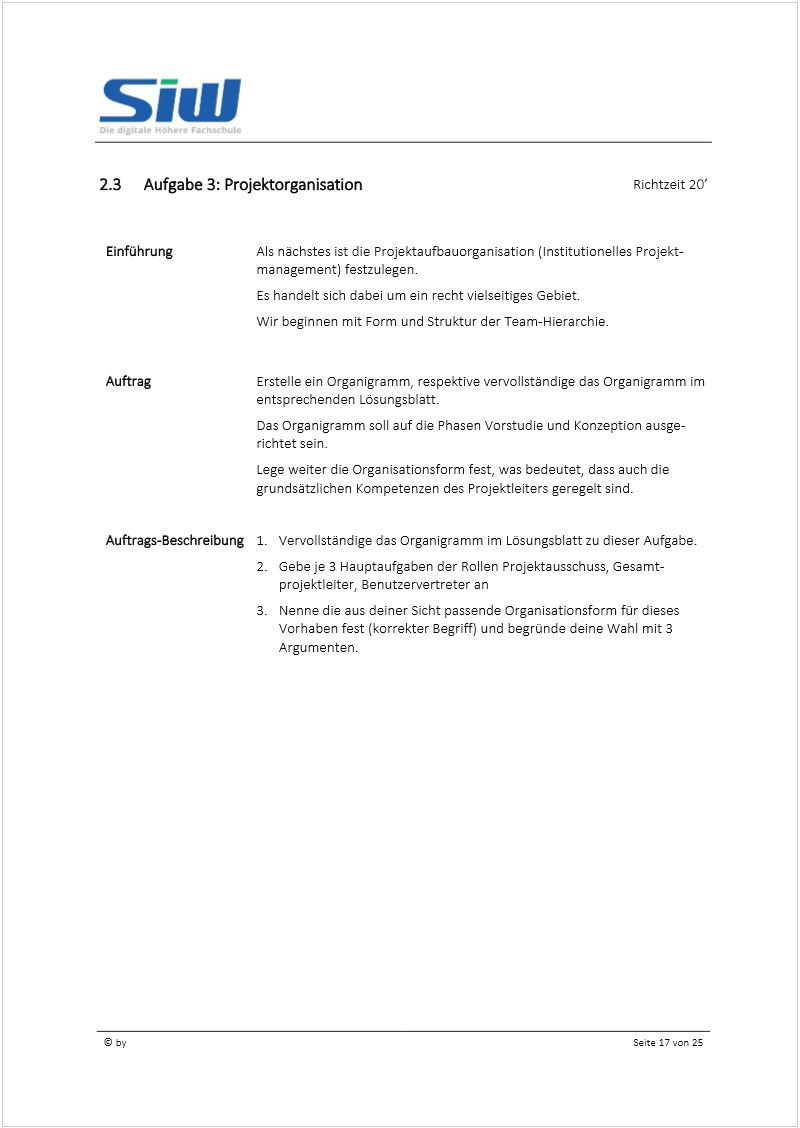 Siw
Die digitale Höhere Fachschule
2.3 Aufgabe 3: Projektorganisation Richtzeit 20’
Einführung Als nächstes ist die Projektaufbauorganisation (Institutionelles Projekt-
management) festzulegen.
Es handelt sich dabei um ein recht vielseitiges Gebiet.
Wir beginnen mit Form und Struktur der Team-Hierarchie.
Auftrag Erstelle ein Organigramm, respektive vervollständige das Organigramm im
entsprechenden Lösungsblatt.
Das Organigramm soll auf die Phasen Vorstudie und Konzeption ausge-
richtet sein.
Lege weiter die Organisationsform fest, was bedeutet, dass auch die
grundsätzlichen Kompetenzen des Projektleiters geregelt sind.
Auftrags-Beschreibung 1. Vervollständige das Organigramm im Lösungsblatt zu dieser Aufgabe.
2. Gebe je 3 Hauptaufgaben der Rollen Projektausschuss, Gesamt-
projektleiter, Benutzervertreter an
3. Nenne die aus deiner Sicht passende Organisationsform für dieses
Vorhaben fest (korrekter Begriff) und begründe deine Wahl mit 3
Argumenten.
© by Seite 17 von 25